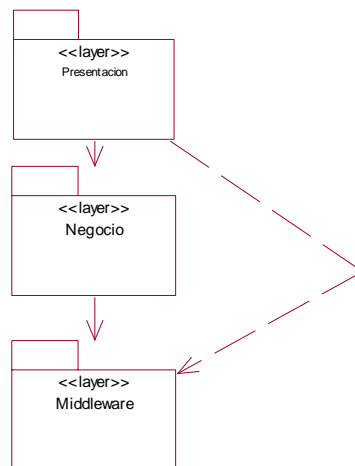 <<layer>>
Presentacion
<<layer>>
Negocio
<<layer>>
Middleware